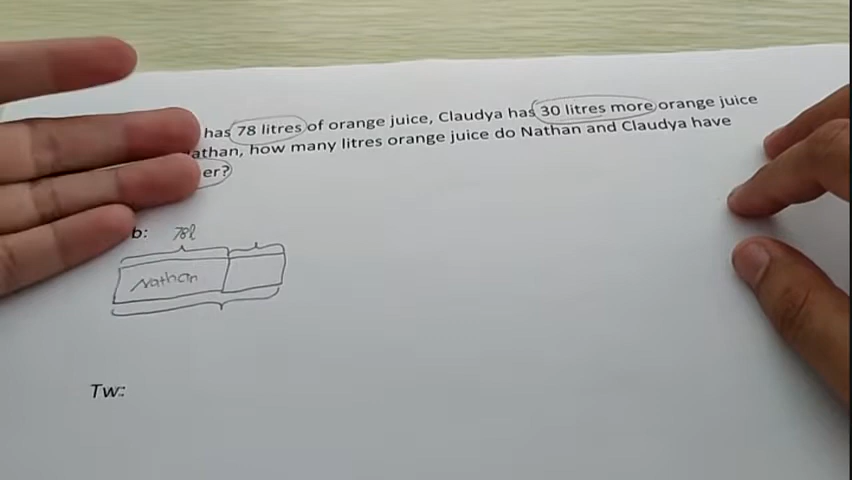 has 78 litres of orange juice, Claudya has 30 litres more orange juice
athan, how many litres orange juice do Nathan and Claudya have
er?
b: 78l
Nathan
Tw: